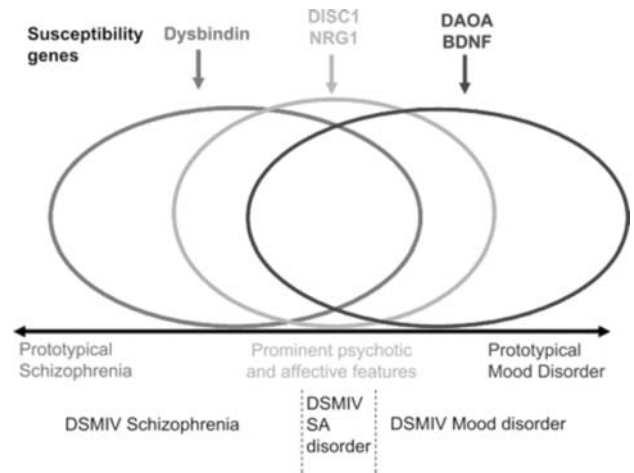 Susceptibility
genes
Dysbindin
DISC1
NRG1
DAOA
BDNF
Prototypical
Schizophrenia
Prominent psychotic
and affective features
Prototypical
Mood Disorder
DSMIV Schizophrenia
DSMIV
SA
disorder
DSMIV Mood disorder